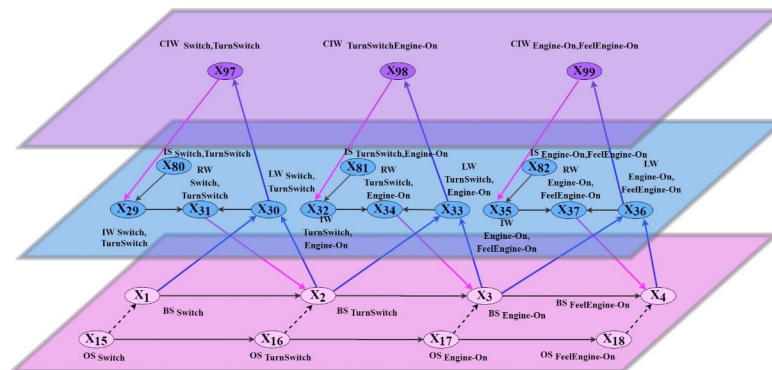 CIW Switch,TurnSwitch
CIW TurnSwitchEngine-On
CIW Engine-On,FeelEngine-On
X97
X98
X99
IS Switch,TurnSwitch
IS TurnSwitch,Engine-On
IS Engine-On,FeelEngine-On
X80
X81
X82
RW
Switch,
TurnSwitch
LW Switch,
TurnSwitch
RW
TurnSwitch,
Engine-On
LW
TurnSwitch,
Engine-On
RW
Engine-On,
FeelEngine-On
LW
Engine-On,
FeelEngine-On
X29
X31
X30
X32
X34
X33
X35
X37
X36
IW Switch,
TurnSwitch
IW
TurnSwitch,
Engine-On
IW
Engine-On,
FeelEngine-On
X1
X2
X3
X4
BS Switch
BS TurnSwitch
BS Engine-On
BS FeelEngine-On
X15
X16
X17
X18
OS Switch
OS TurnSwitch
OS Engine-On
OS FeelEngine-On